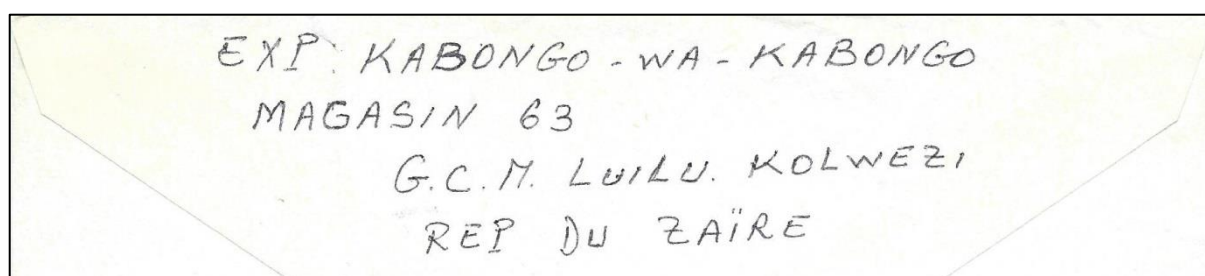 EXP. KABONGO - WA - KABONGO
MAGASIN 63
G.C.M. LUILU. KOLWEZI
REP DU ZAÏRE